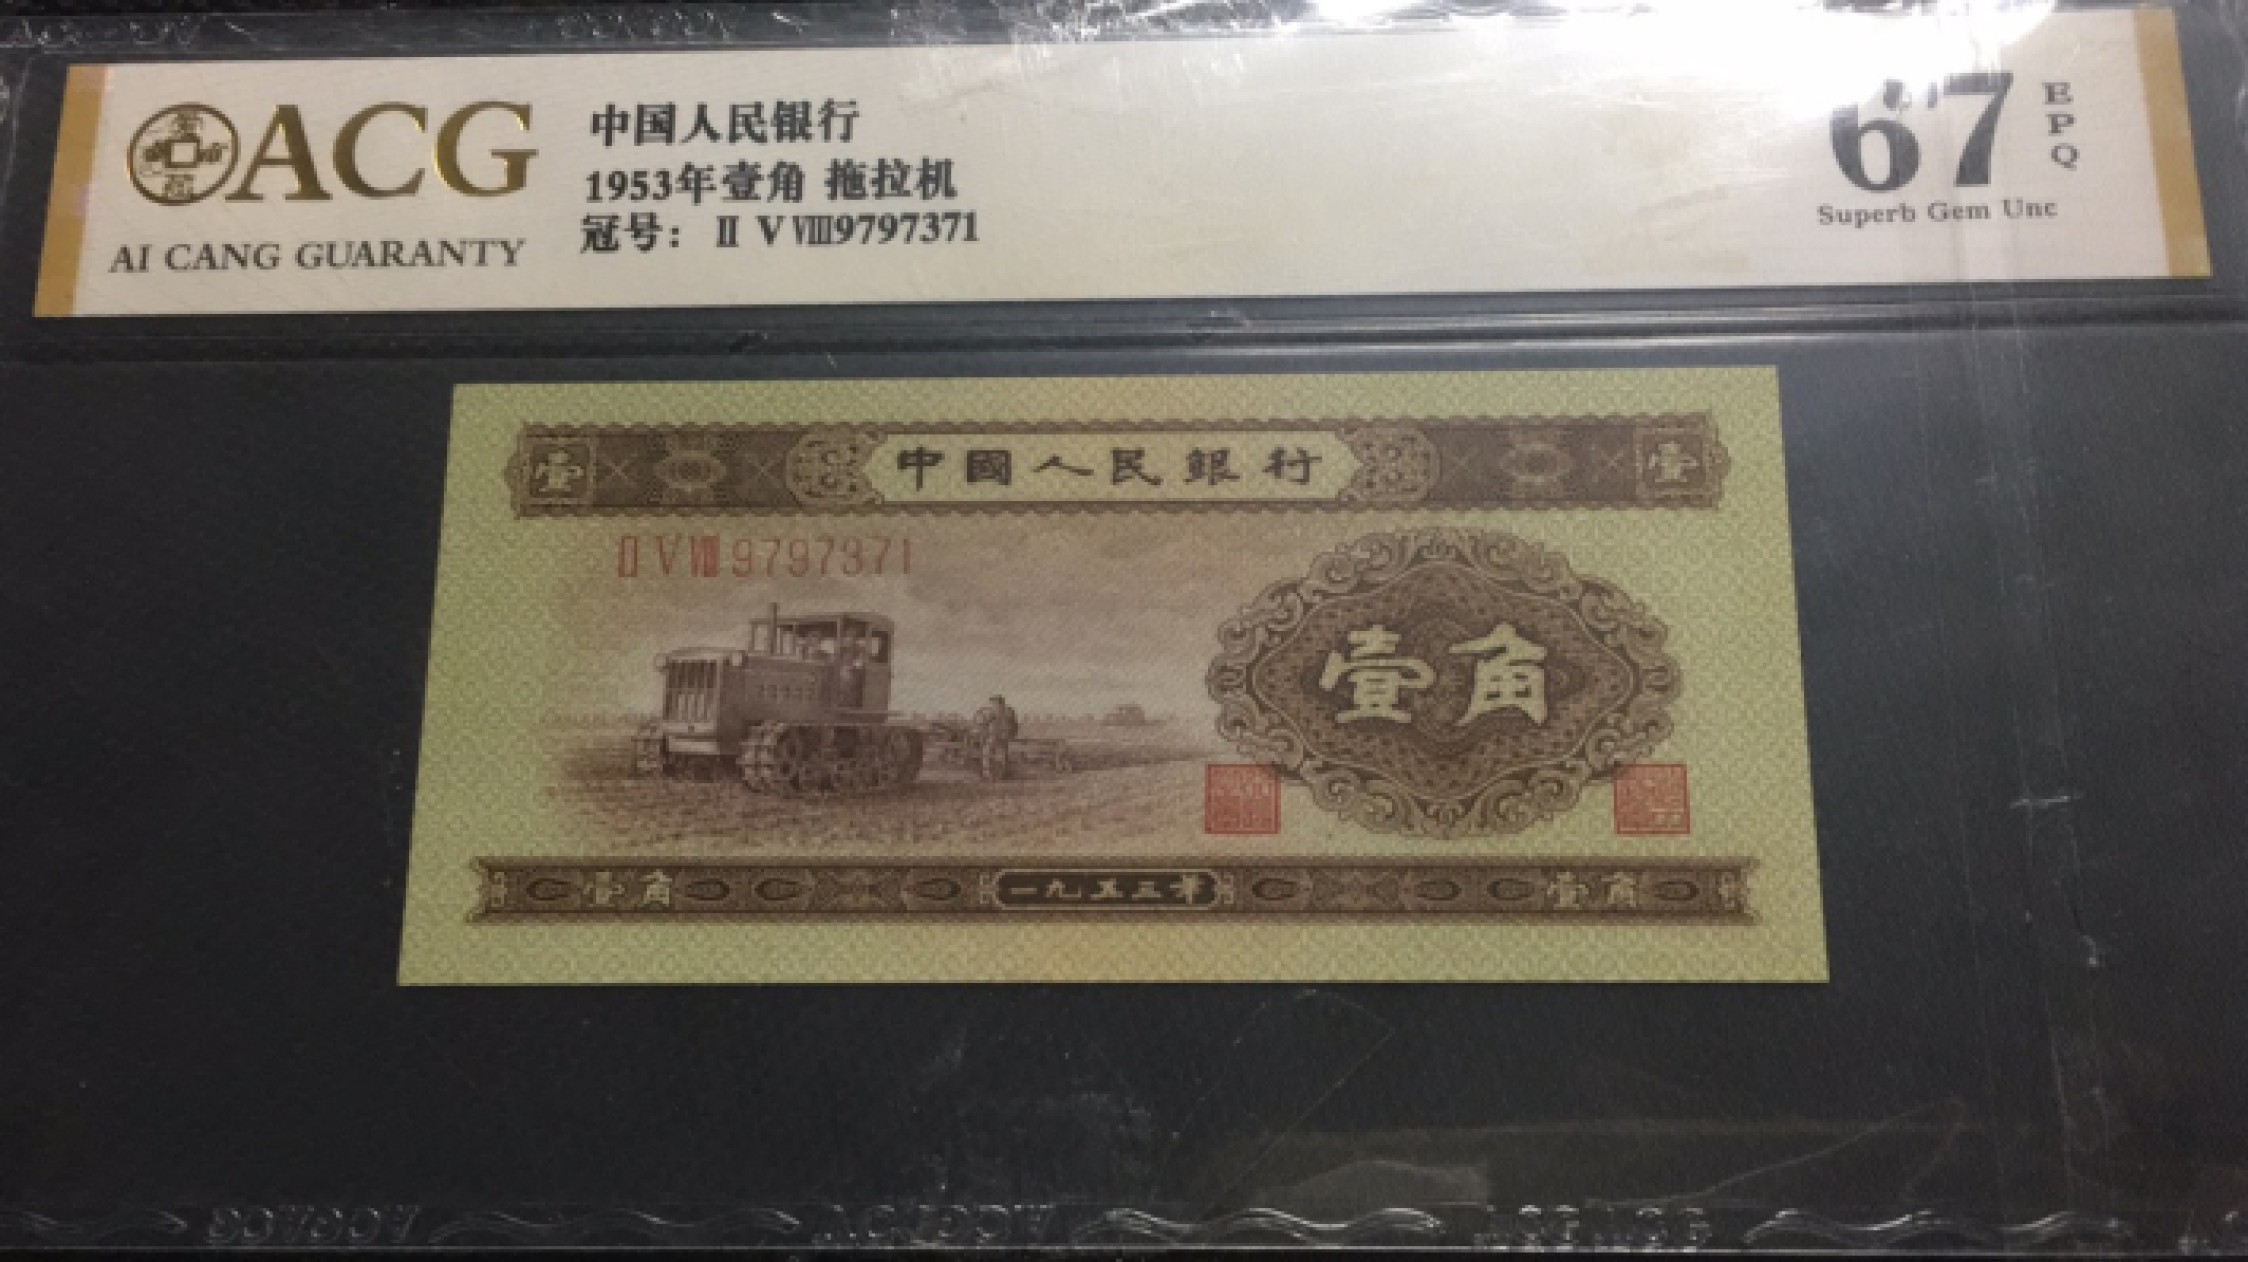 ACG
AI CANG GUARANTY
中国人民银行
1953年壹角 拖拉机
冠号： Ⅱ Ⅴ Ⅷ9797371
67
EPQ
Superb Gem Unc
壹 中國人民銀行 壹
Ⅱ Ⅴ Ⅷ 9797371
壹角
壹角 一九五三年 壹角